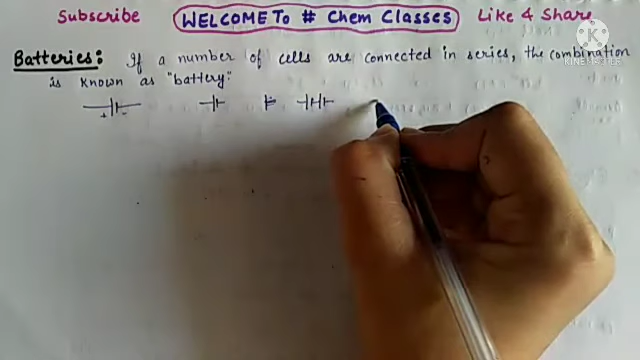 Subscribe WELCOME To # Chem Classes Like & Share
Batteries: If a number of cells are connected in series, the combination
is known as "battery"
+ -
KINEMASTER